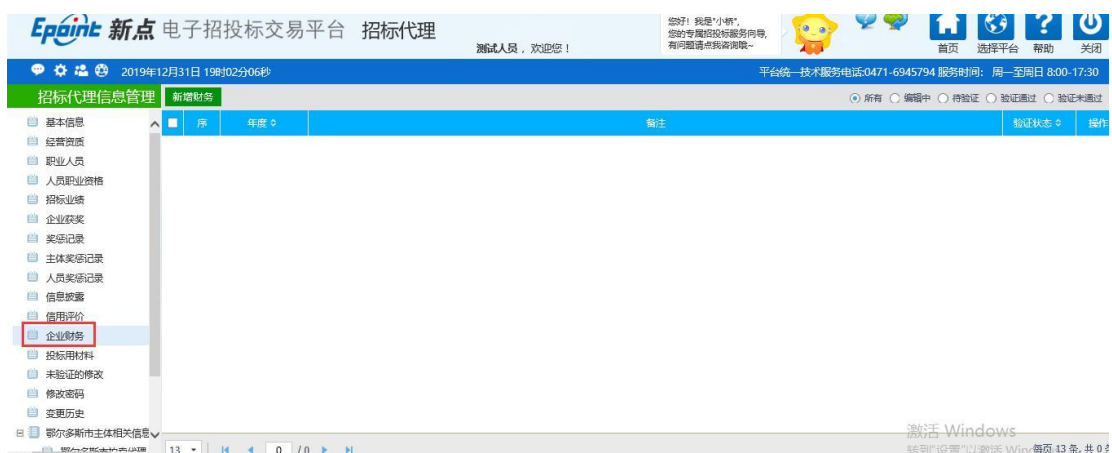 Epoint 新点 电子招投标交易平台 招标代理
测试人员，欢迎您！
您好！我是"小桥",
您的专属招投标服务向导,
有问题请点我咨询哦~
首页 选择平台 帮助 关闭
2019年12月31日 19时02分06秒
平台统一技术服务电话:0471-6945794 服务时间： 周一至周日 8:00-17:30
招标代理信息管理
新增财务
所有 编辑中 待验证 验证通过 验证未通过
序 年度 备注 验证状态 操作
基本信息
经营资质
职业人员
人员职业资格
招标业绩
企业获奖
奖惩记录
主体奖惩记录
人员奖惩记录
信息披露
信用评价
企业财务
投标用材料
未验证的修改
修改密码
变更历史
鄂尔多斯市主体相关信息
13 0 / 0
激活 Windows
每页 13 条, 共 0